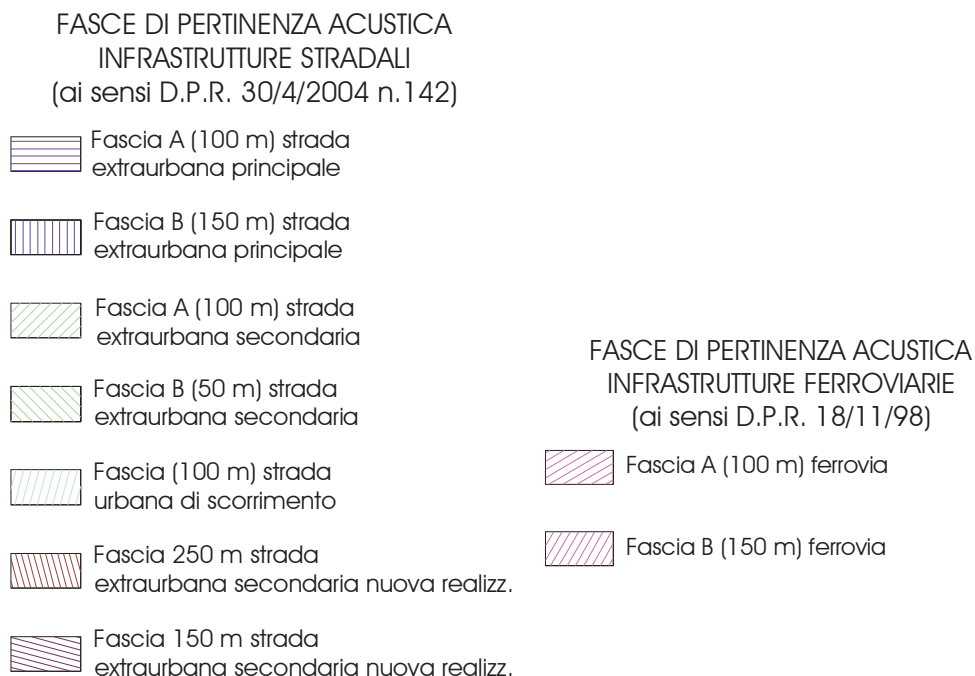 FASCE DI PERTINENZA ACUSTICA
INFRASTRUTTURE STRADALI
(ai sensi D.P.R. 30/4/2004 n.142)
Fascia A (100 m) strada
extraurbana principale
Fascia B (150 m) strada
extraurbana principale
Fascia A (100 m) strada
extraurbana secondaria
Fascia B (50 m) strada
extraurbana secondaria
Fascia (100 m) strada
urbana di scorrimento
Fascia 250 m strada
extraurbana secondaria nuova realizz.
Fascia 150 m strada
extraurbana secondaria nuova realizz.
FASCE DI PERTINENZA ACUSTICA
INFRASTRUTTURE FERROVIARIE
(ai sensi D.P.R. 18/11/98)
Fascia A (100 m) ferrovia
Fascia B (150 m) ferrovia